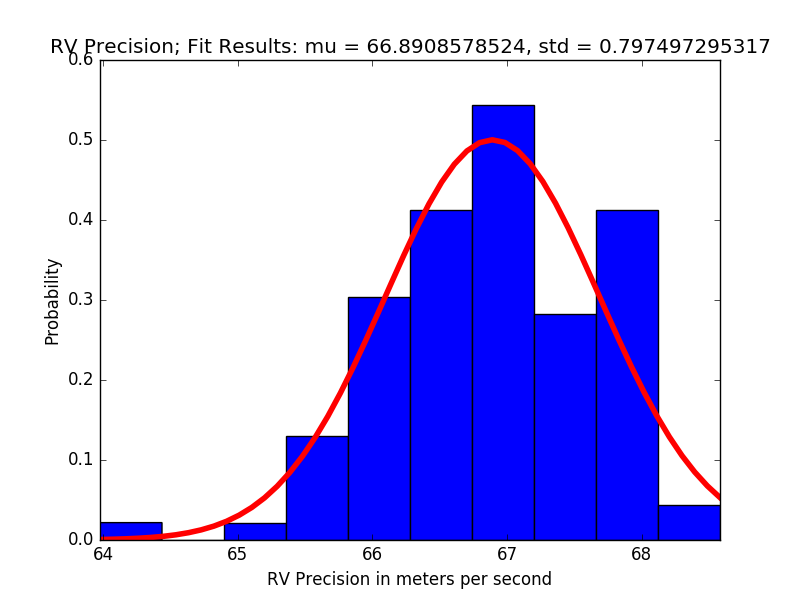 RV Precision; Fit Results: mu = 66.8908578524, std = 0.797497295317
0.6
0.5
0.4
0.3
0.2
0.1
0.0
Probability
64 65 66 67 68
RV Precision in meters per second